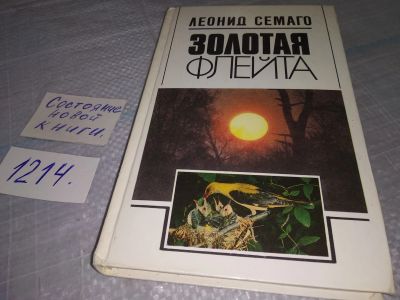 ЛЕОНИД СЕМАГО
ЗОЛОТАЯ
ФЛЕЙТА
Состояние
новой
книги.
1214.